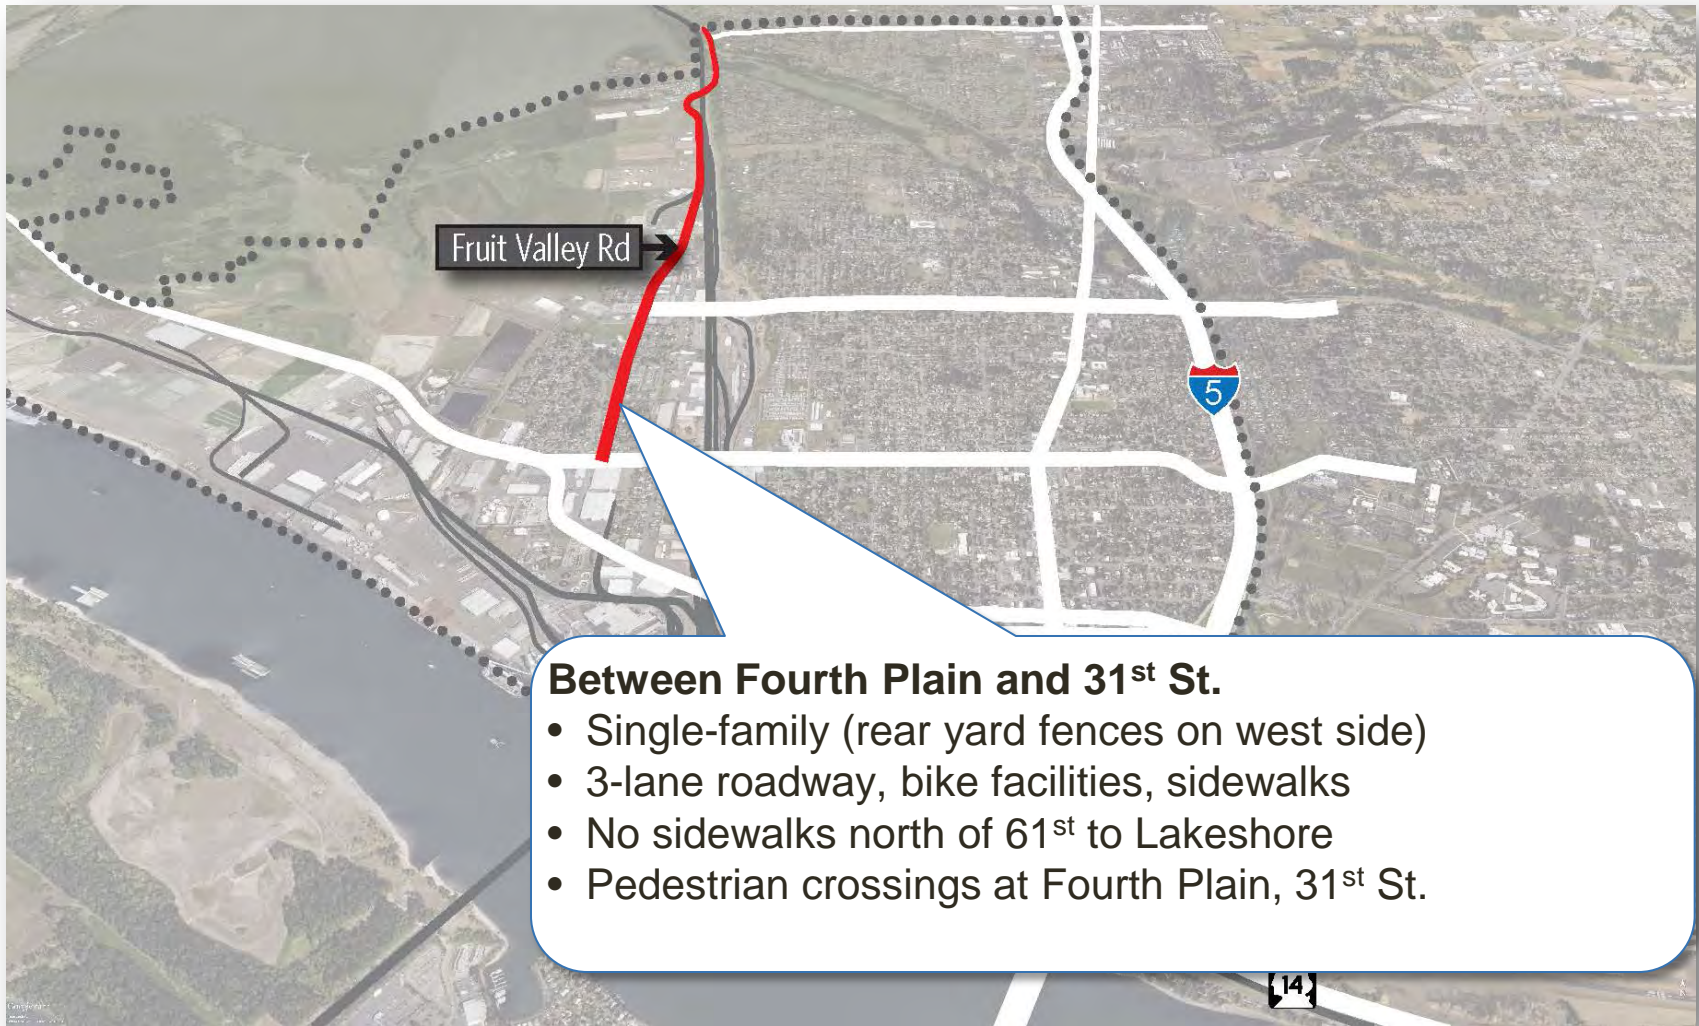 Fruit Valley Rd
5
Between Fourth Plain and 31st St.
• Single-family (rear yard fences on west side)
• 3-lane roadway, bike facilities, sidewalks
• No sidewalks north of 61st to Lakeshore
• Pedestrian crossings at Fourth Plain, 31st St.
14